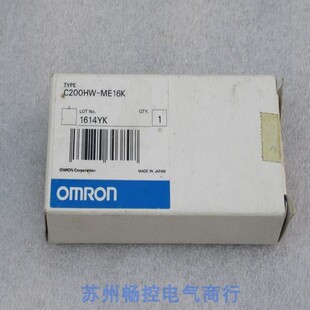 TYPE
C200HW-ME16K
LOT No. QTY.
1614YK 1
OMRON Corporation MADE IN JAPAN
OMRON
苏州畅控电气商行